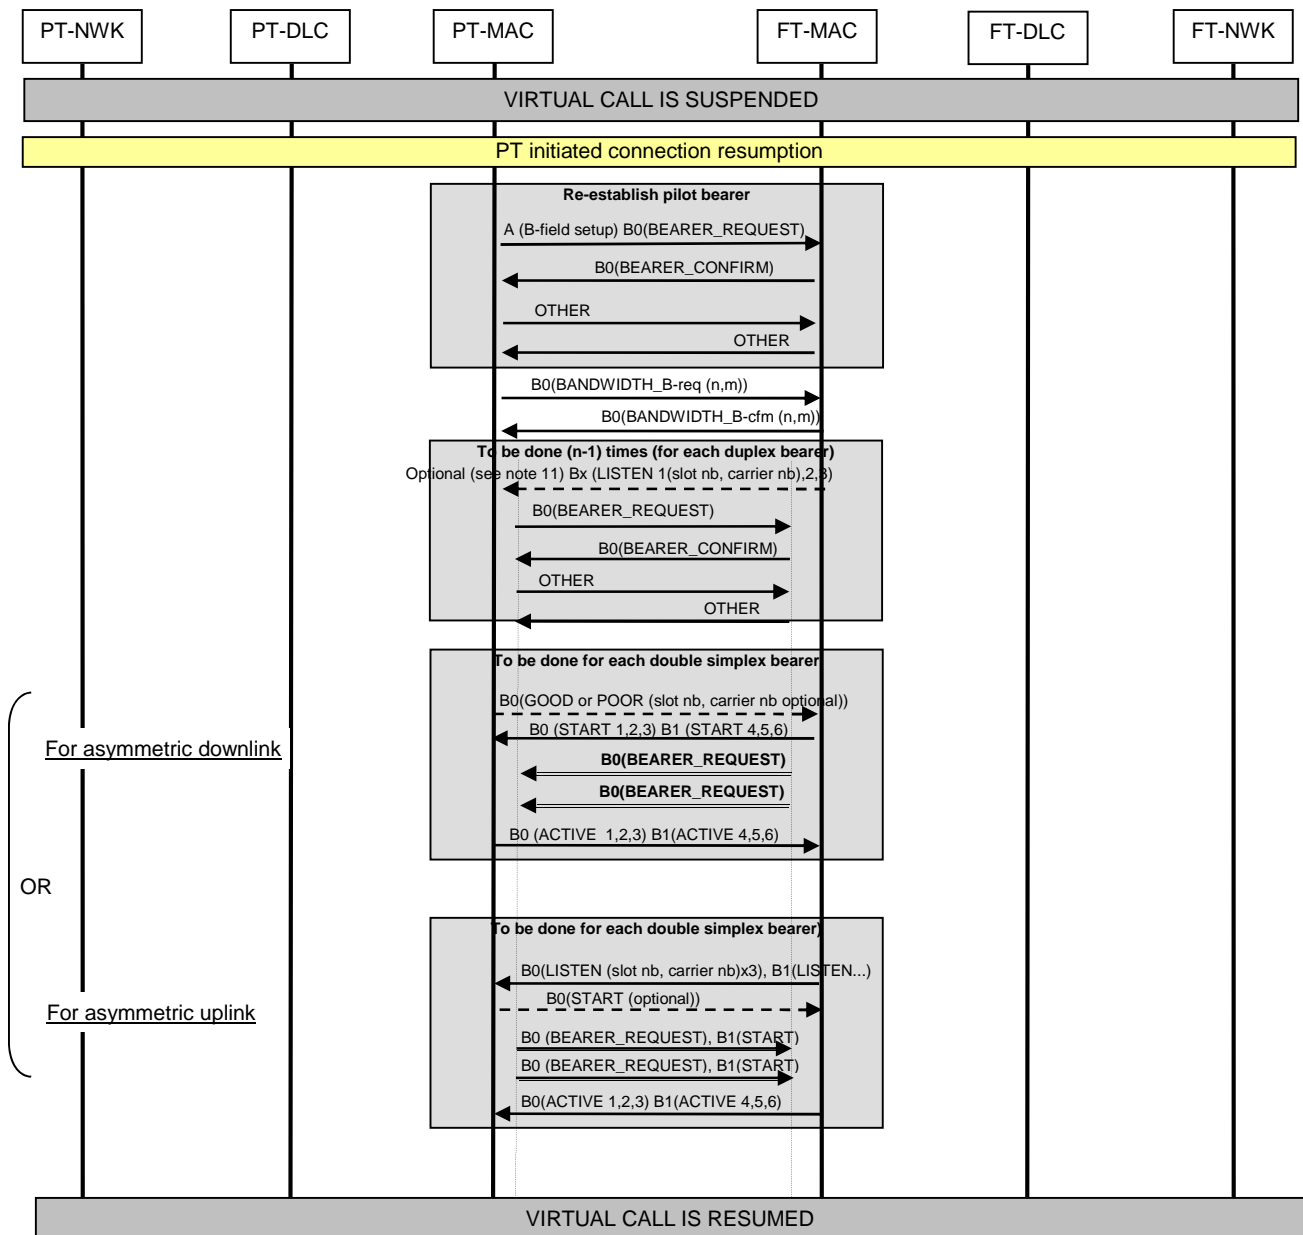 PT-NWK
PT-DLC
PT-MAC
FT-MAC
FT-DLC
FT-NWK
VIRTUAL CALL IS SUSPENDED
PT initiated connection resumption
Re-establish pilot bearer
A (B-field setup) B0(BEARER_REQUEST)
B0(BEARER_CONFIRM)
OTHER
OTHER
B0(BANDWIDTH_B-req (n,m))
B0(BANDWIDTH_B-cfm (n,m))
To be done (n-1) times (for each duplex bearer)
Optional (see note 11) Bx (LISTEN 1(slot nb, carrier nb),2,3)
B0(BEARER_REQUEST)
B0(BEARER_CONFIRM)
OTHER
OTHER
To be done for each double simplex bearer
B0(GOOD or POOR (slot nb, carrier nb optional))
B0 (START 1,2,3) B1 (START 4,5,6)
For asymmetric downlink
B0(BEARER_REQUEST)
B0(BEARER_REQUEST)
B0 (ACTIVE 1,2,3) B1(ACTIVE 4,5,6)
OR
To be done for each double simplex bearer)
B0(LISTEN (slot nb, carrier nb)x3), B1(LISTEN...)
B0(START (optional))
For asymmetric uplink
B0 (BEARER_REQUEST), B1(START)
B0 (BEARER_REQUEST), B1(START)
B0(ACTIVE 1,2,3) B1(ACTIVE 4,5,6)
VIRTUAL CALL IS RESUMED